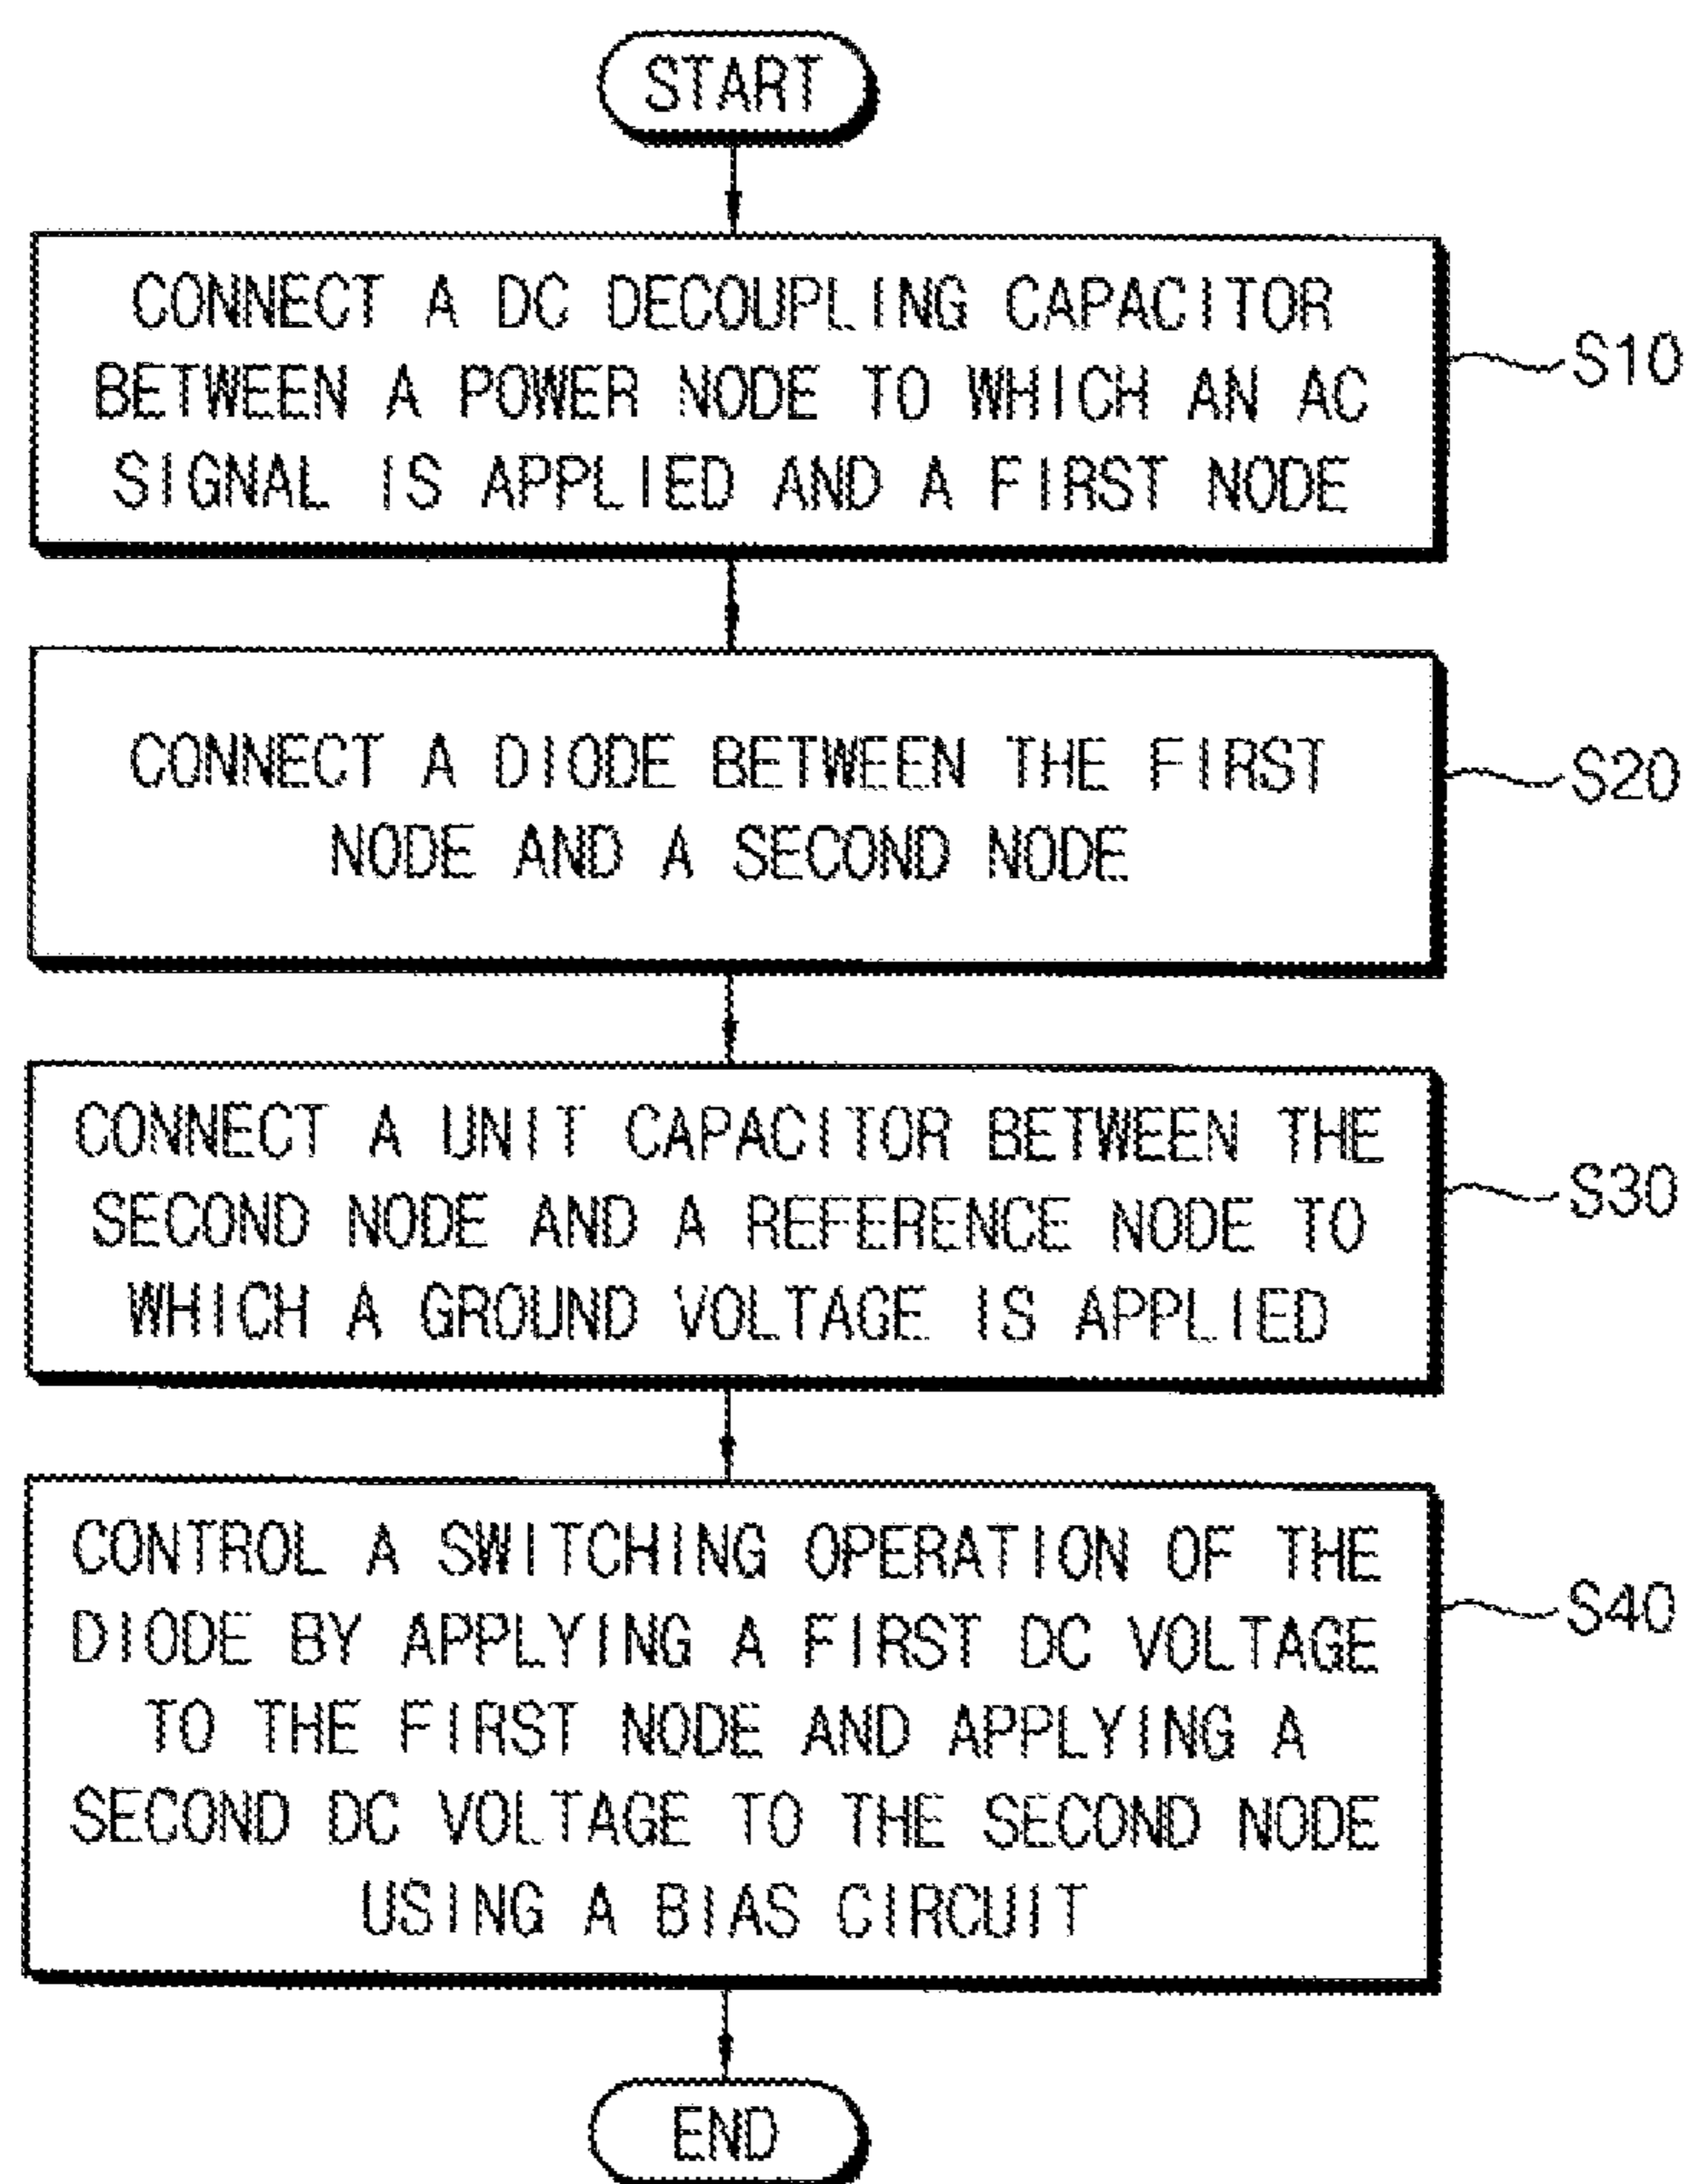 START
CONNECT A DC DECOUPLING CAPACITOR
BETWEEN A POWER NODE TO WHICH AN AC
SIGNAL IS APPLIED AND A FIRST NODE
S10
CONNECT A DIODE BETWEEN THE FIRST
NODE AND A SECOND NODE
S20
CONNECT A UNIT CAPACITOR BETWEEN THE
SECOND NODE AND A REFERENCE NODE TO
WHICH A GROUND VOLTAGE IS APPLIED
S30
CONTROL A SWITCHING OPERATION OF THE
DIODE BY APPLYING A FIRST DC VOLTAGE
TO THE FIRST NODE AND APPLYING A
SECOND DC VOLTAGE TO THE SECOND NODE
USING A BIAS CIRCUIT
S40
END